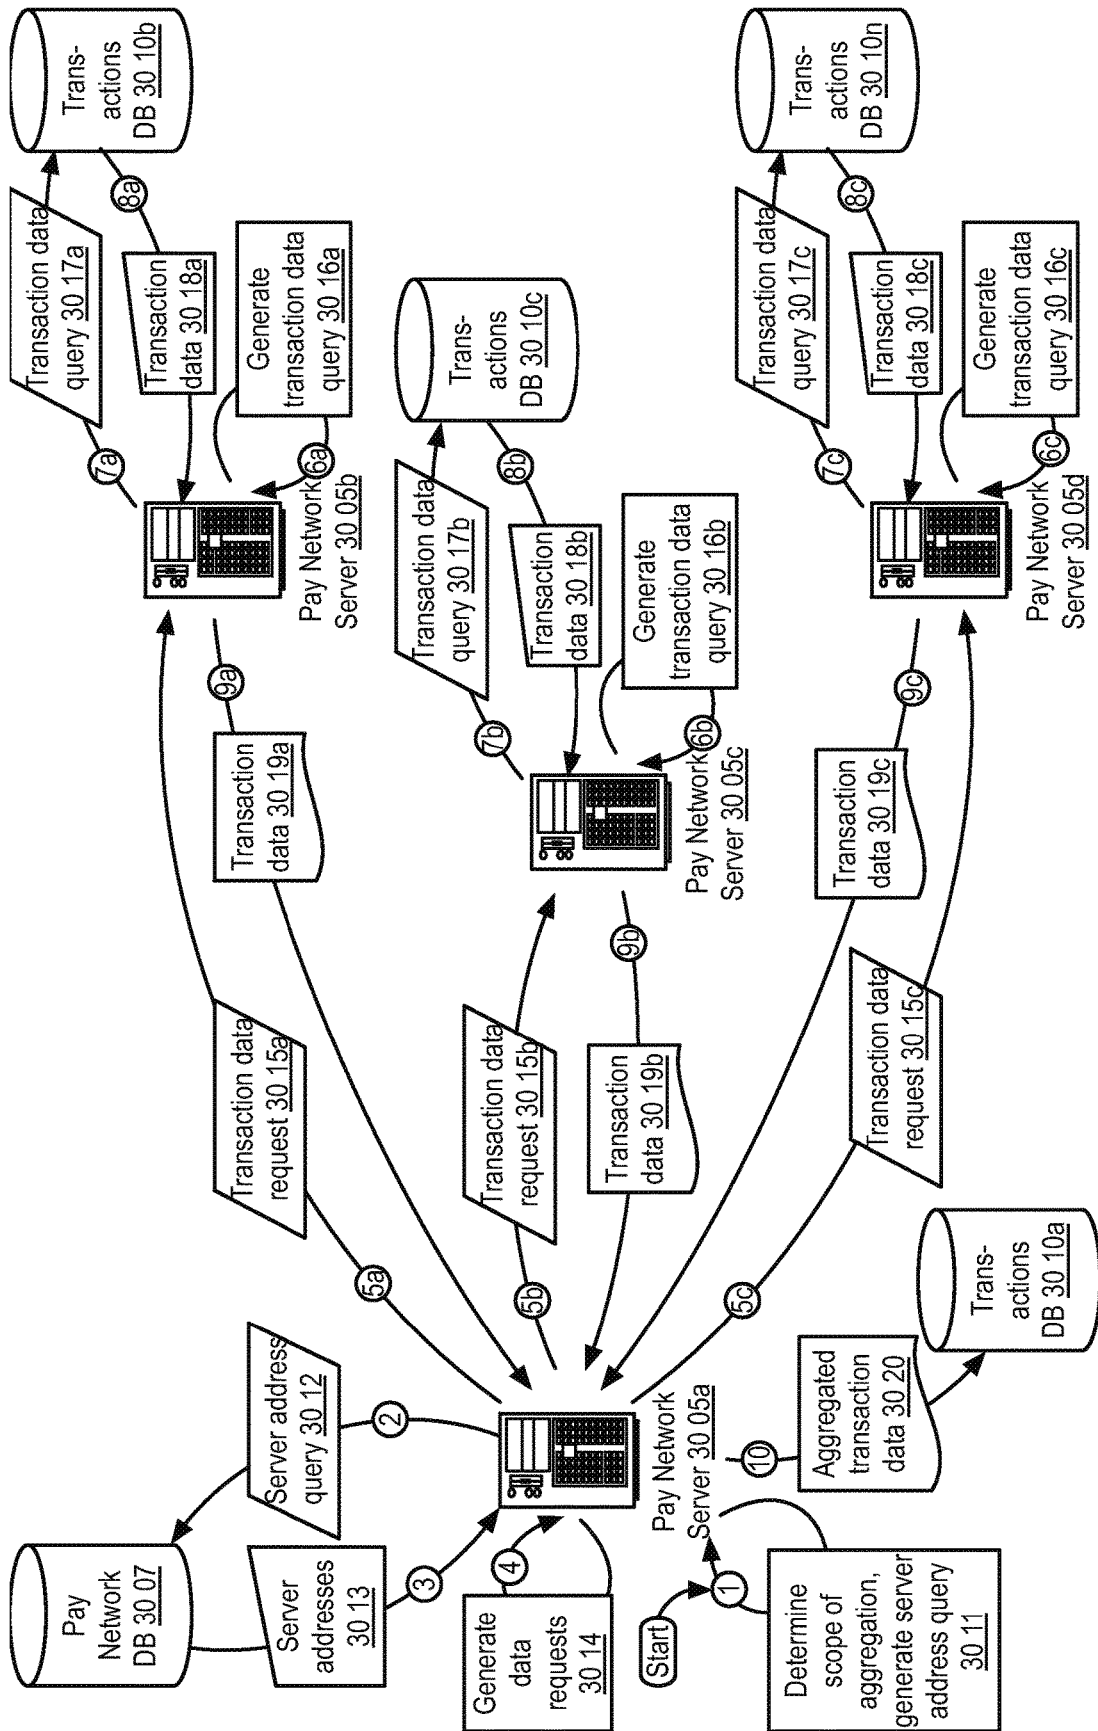 Pay
Network
DB 30 07
Server address
query 30 12
2
Server
addresses
30 13
3
Generate
data
requests
30 14
4
Start
1
Determine
scope of
aggregation,
generate server
address query
30 11
Pay Network
Server 30 05a
10
Aggregated
transaction
data 30 20
Trans-
actions
DB 30 10a
5a
Transaction data
request 30 15a
5b
Transaction data
request 30 15b
5c
Transaction data
request 30 15c
9a
Transaction
data 30 19a
9b
Transaction
data 30 19b
9c
Transaction
data 30 19c
Pay Network
Server 30 05b
6a
Generate
transaction data
query 30 16a
7a
Transaction data
query 30 17a
8a
Transaction
data 30 18a
Trans-
actions
DB 30 10b
Pay Network
Server 30 05c
6b
Generate
transaction data
query 30 16b
7b
Transaction data
query 30 17b
8b
Transaction
data 30 18b
Trans-
actions
DB 30 10c
Pay Network
Server 30 05d
6c
Generate
transaction data
query 30 16c
7c
Transaction data
query 30 17c
8c
Transaction
data 30 18c
Trans-
actions
DB 30 10n